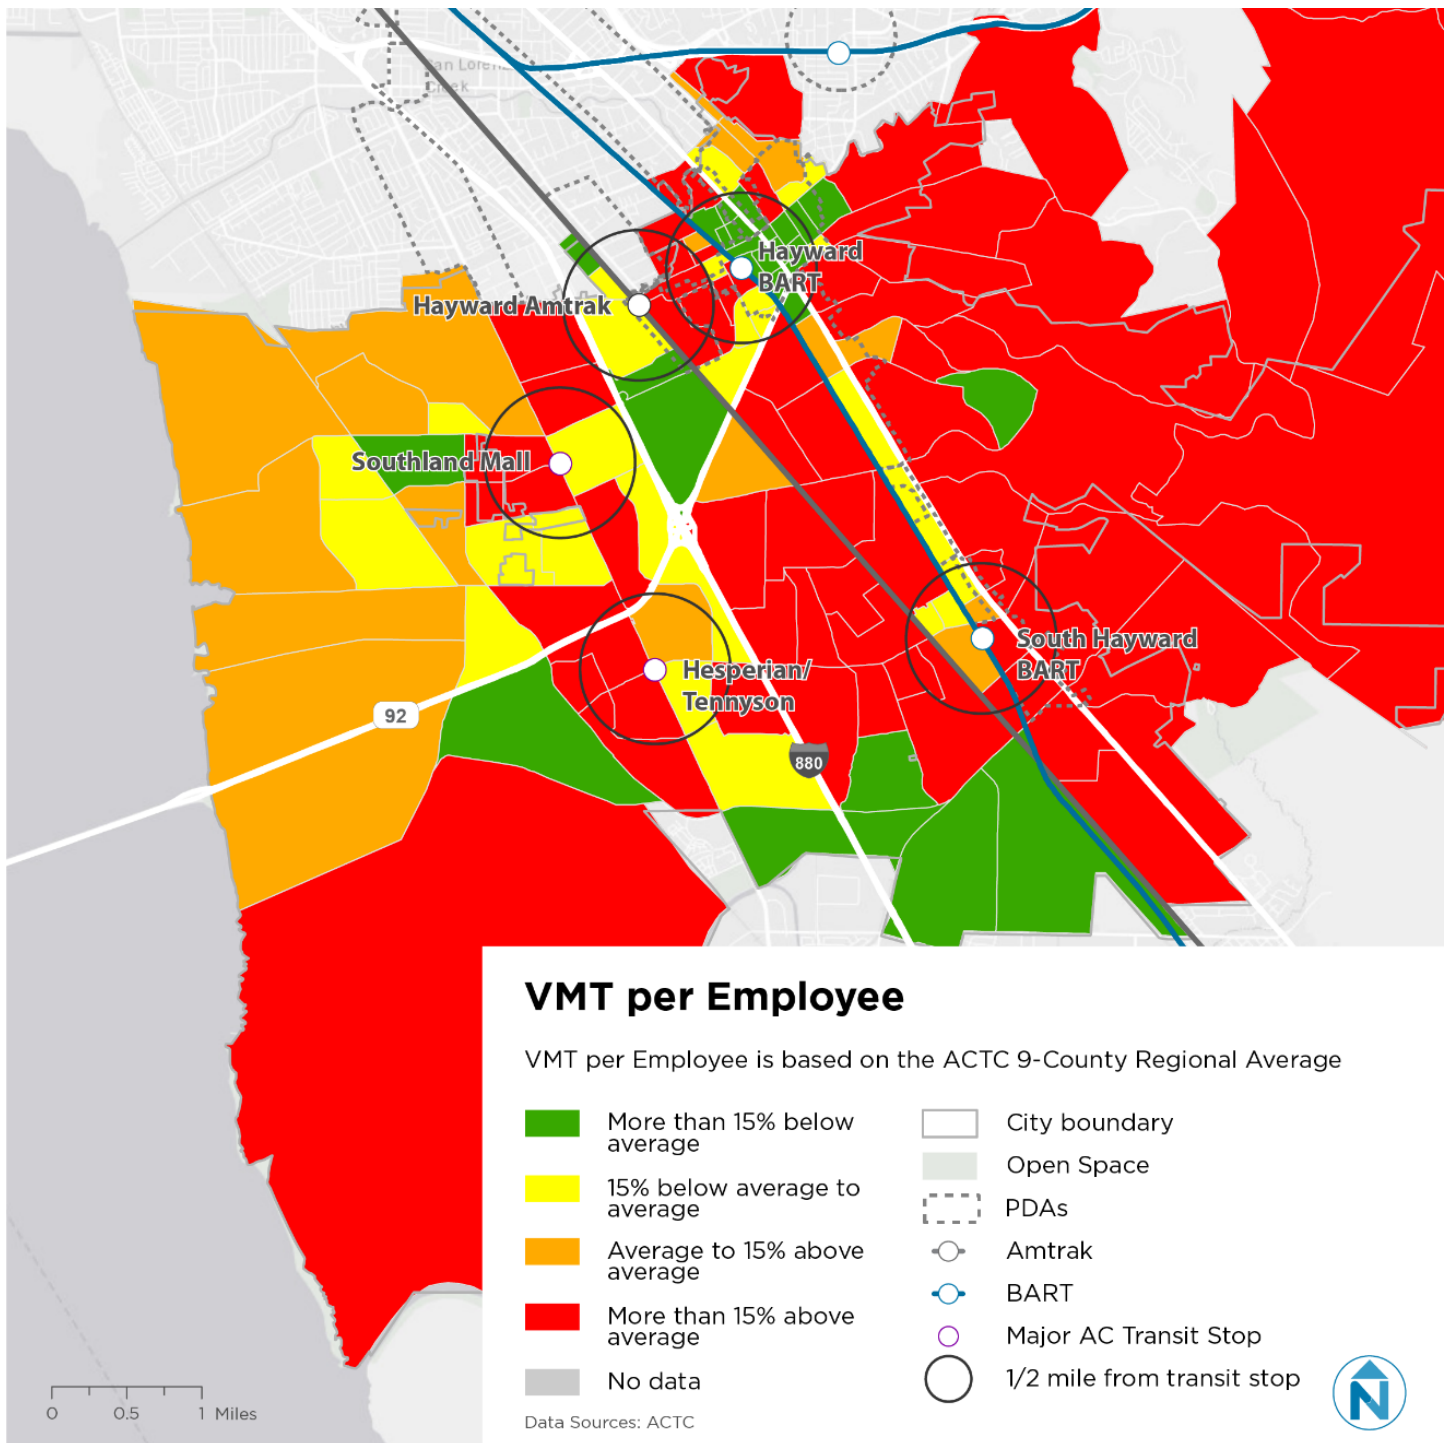 San Lorenzo
Creek
Hayward
BART
Hayward Amtrak
Southland Mall
South Hayward
BART
Hesperian/
Tennyson
92
880
VMT per Employee
VMT per Employee is based on the ACTC 9-County Regional Average
More than 15% below
average
15% below average to
average
Average to 15% above
average
More than 15% above
average
No data
Data Sources: ACTC
City boundary
Open Space
PDAs
Amtrak
BART
Major AC Transit Stop
1/2 mile from transit stop
N
0 0.5 1 Miles